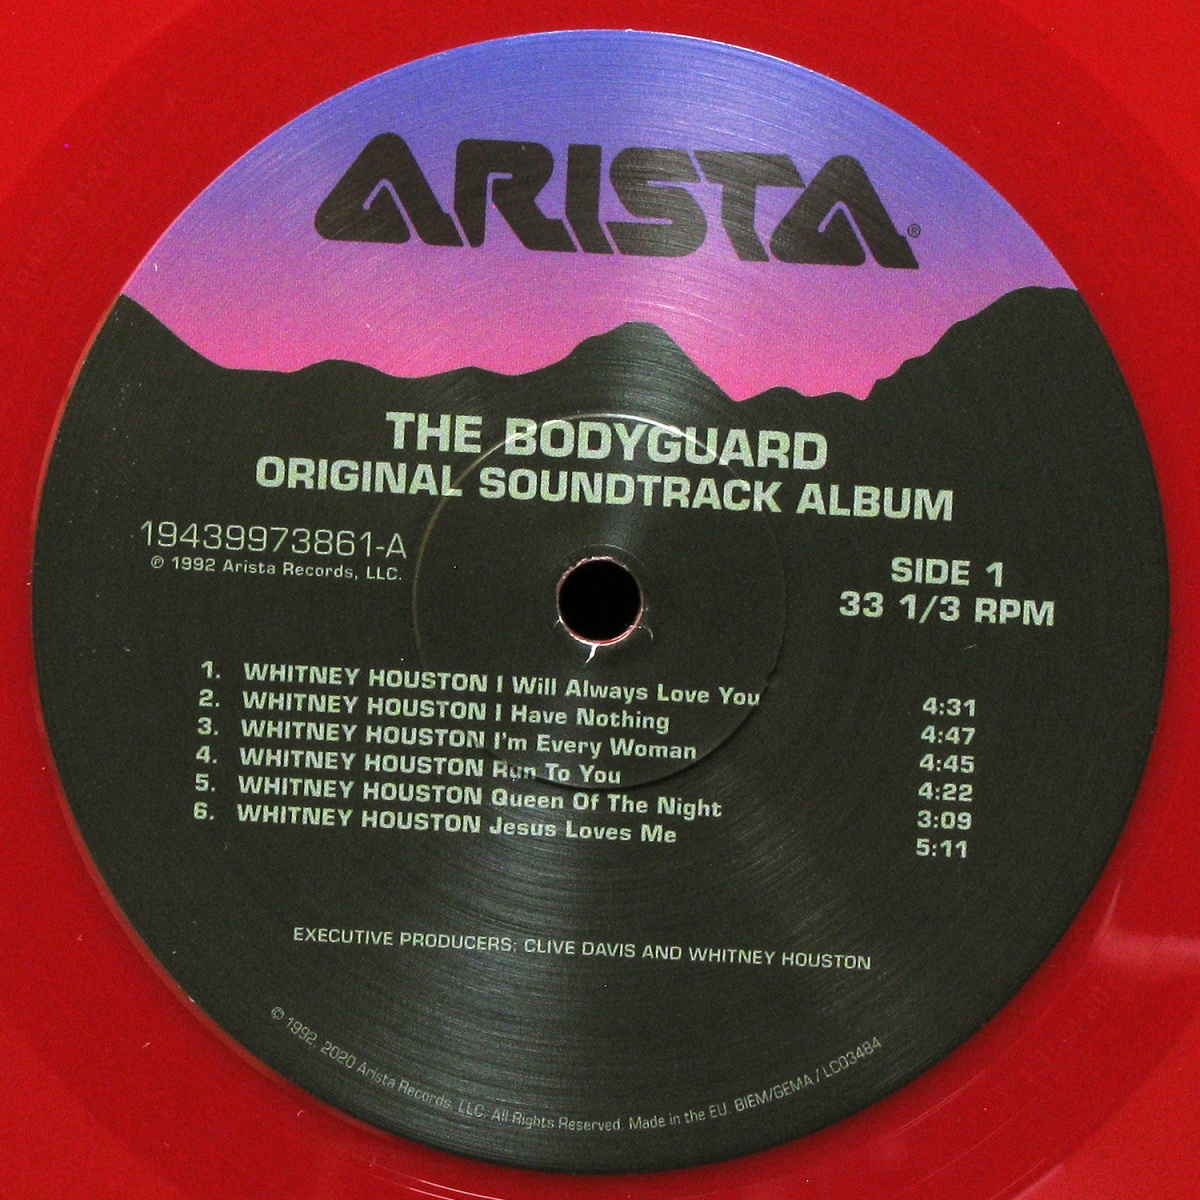 ARISTA®
THE BODYGUARD
ORIGINAL SOUNDTRACK ALBUM
19439973861-A
℗ 1992 Arista Records, LLC.
SIDE 1
33 1/3 RPM
1. WHITNEY HOUSTON I Will Always Love You 4:31
2. WHITNEY HOUSTON I Have Nothing 4:47
3. WHITNEY HOUSTON I'm Every Woman 4:45
4. WHITNEY HOUSTON Run To You 4:22
5. WHITNEY HOUSTON Queen Of The Night 3:09
6. WHITNEY HOUSTON Jesus Loves Me 5:11
EXECUTIVE PRODUCERS: CLIVE DAVIS AND WHITNEY HOUSTON
© 1992, 2020 Arista Records, LLC. All Rights Reserved. Made in the EU. BIEM/GEMA / LC03484